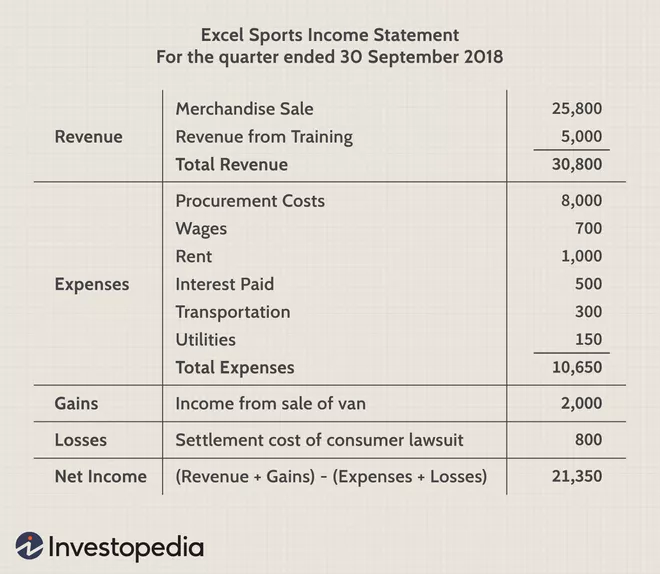 Excel Sports Income Statement
For the quarter ended 30 September 2018
Merchandise Sale 25,800
Revenue Revenue from Training 5,000
Total Revenue 30,800
Procurement Costs 8,000
Wages 700
Rent 1,000
Expenses Interest Paid 500
Transportation 300
Utilities 150
Total Expenses 10,650
Gains Income from sale of van 2,000
Losses Settlement cost of consumer lawsuit 800
Net Income (Revenue + Gains) - (Expenses + Losses) 21,350
Investopedia